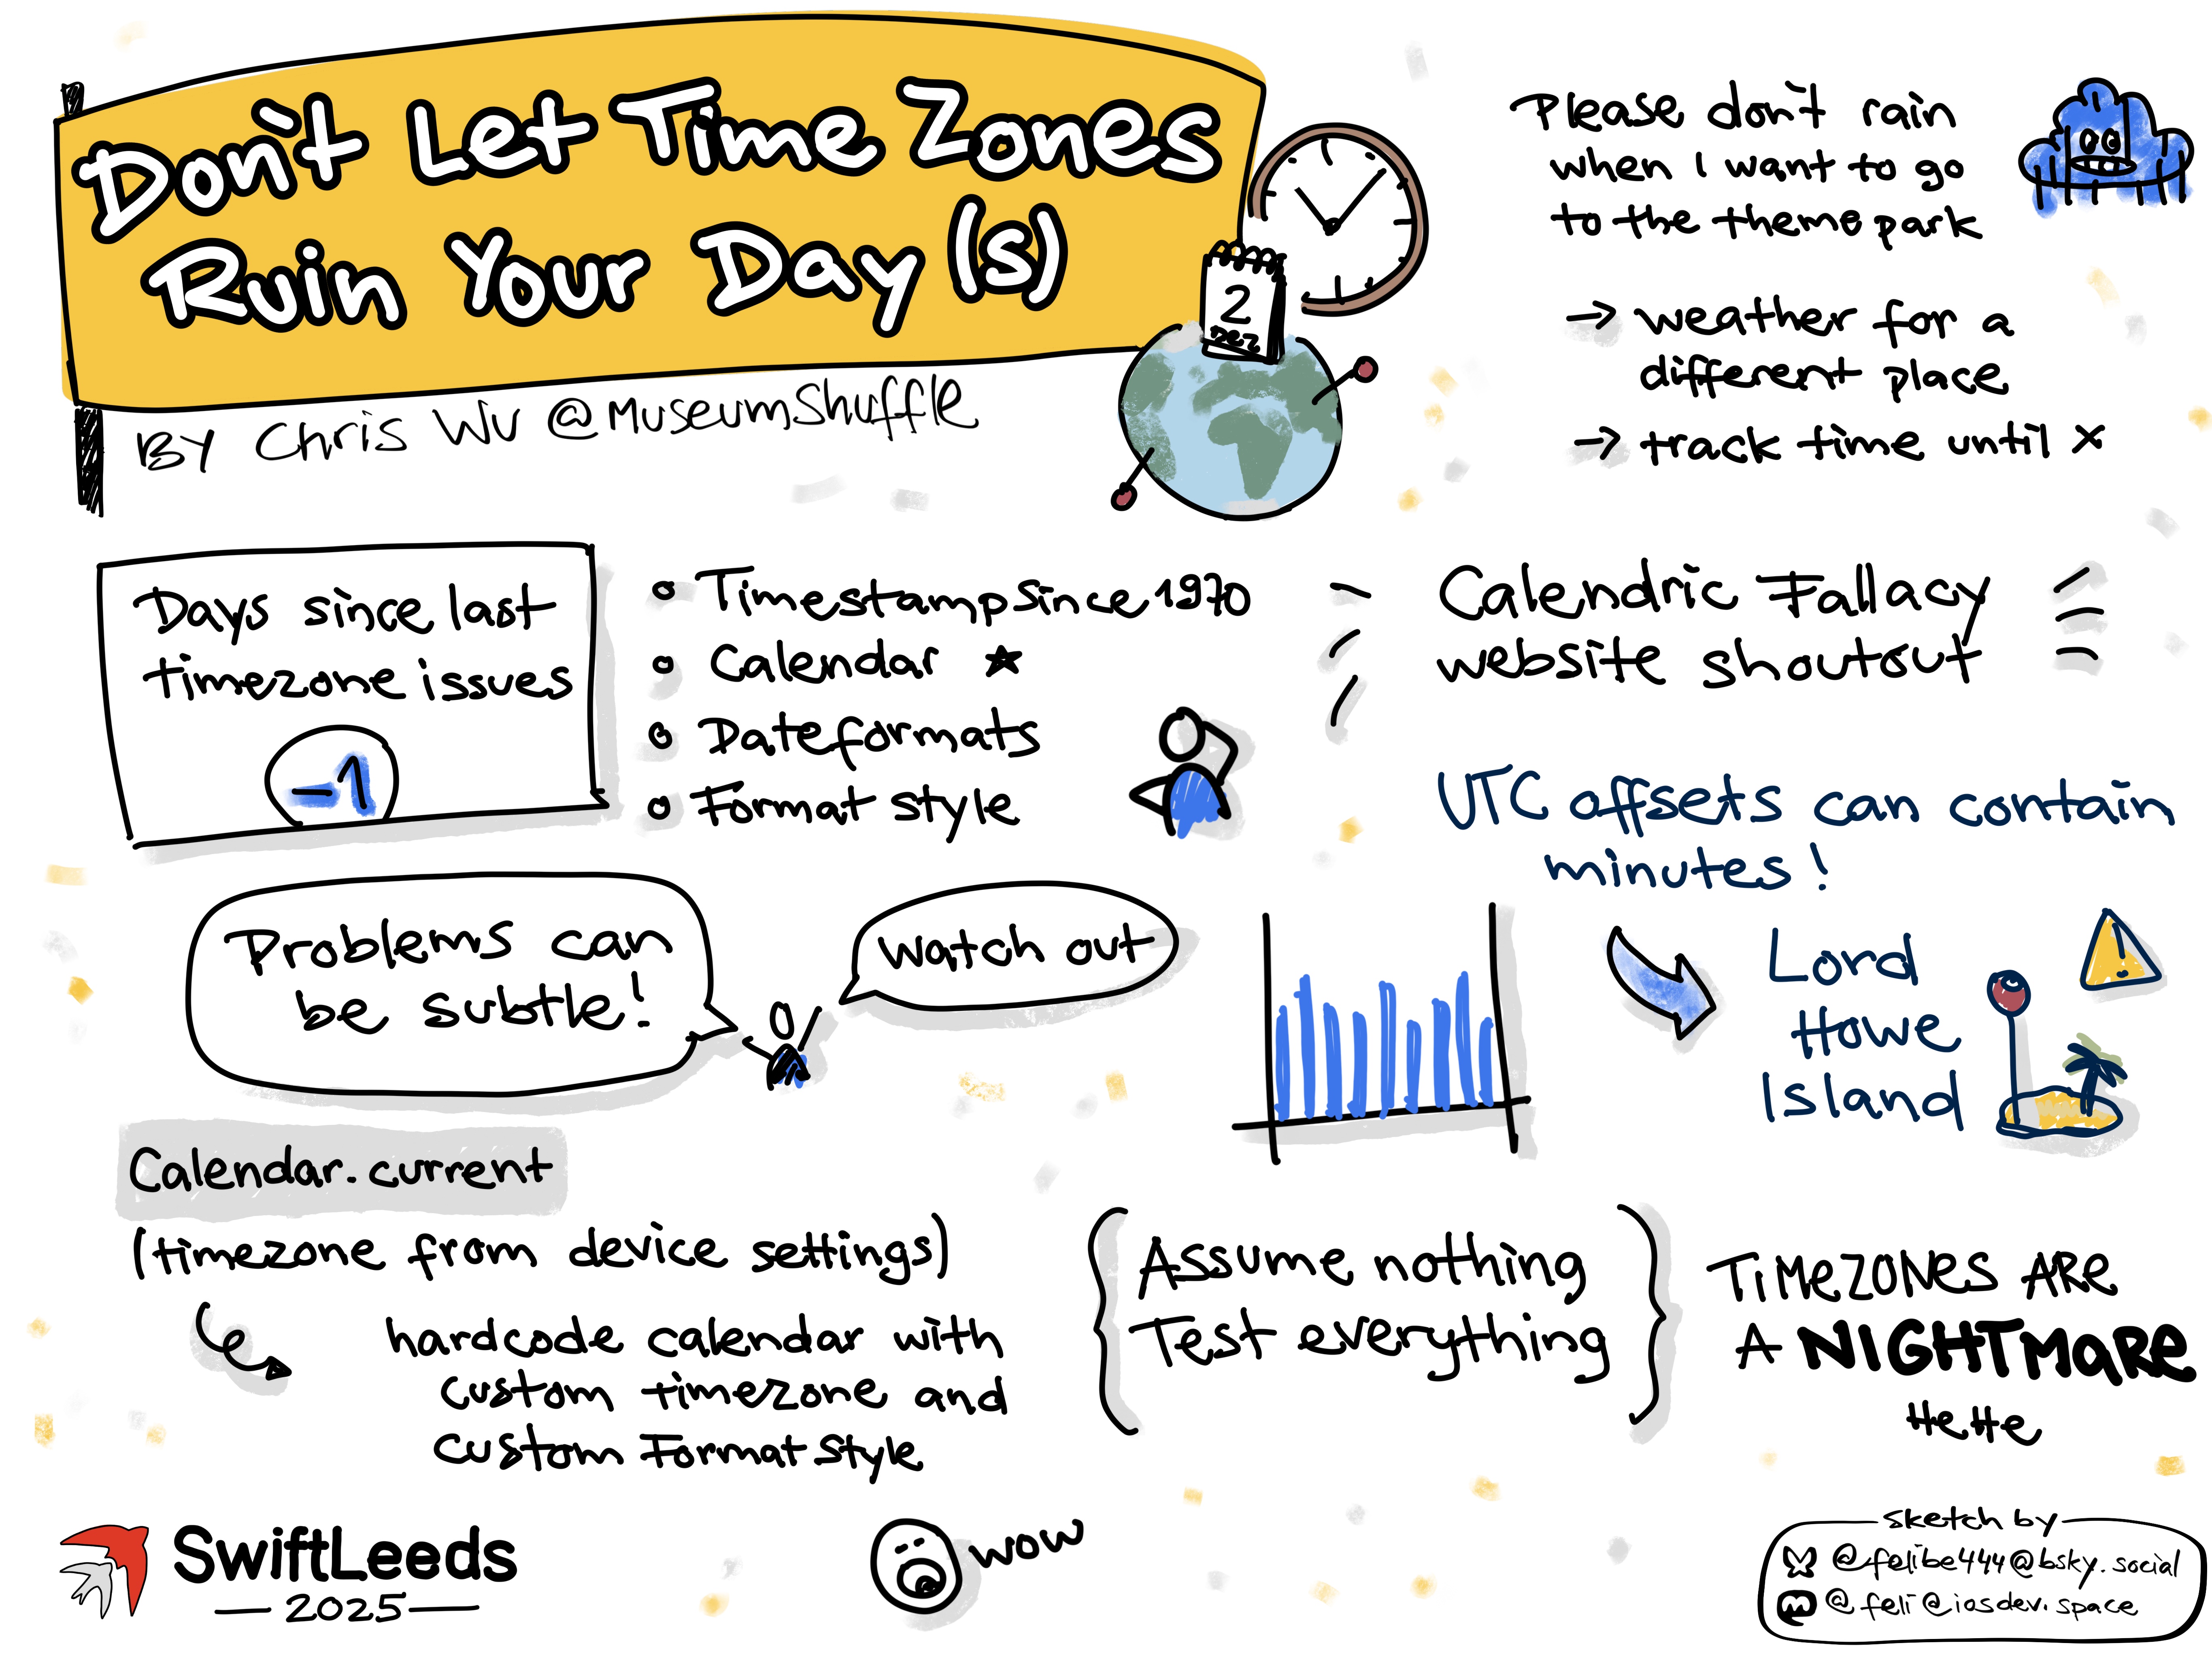 Don't Let Time Zones
Ruin Your Day(s)
BY Chris Wu @MuseumShuffle
2
DEZ
Please don't rain
when I want to go
to the theme park
→ weather for a
different place
→ track time until X
Days since last
timezone issues
-1
Timestamp since 1970
Calendar ★
Dateformats
Format style
Calendric Fallacy
website shoutout
UTC offsets can contain
minutes!
Lord
Howe
Island
Problems can
be subtle!
Watch out
Calendar.current
(timezone from device settings)
hardcode calendar with
custom timezone and
custom Format Style
{ Assume nothing
Test everything }
TIMEZONES ARE
A NIGHTMARE
HeHe
SwiftLeeds
— 2025 —
wow
sketch by
@felibe444@bsky.social
@feli@iosdev.space